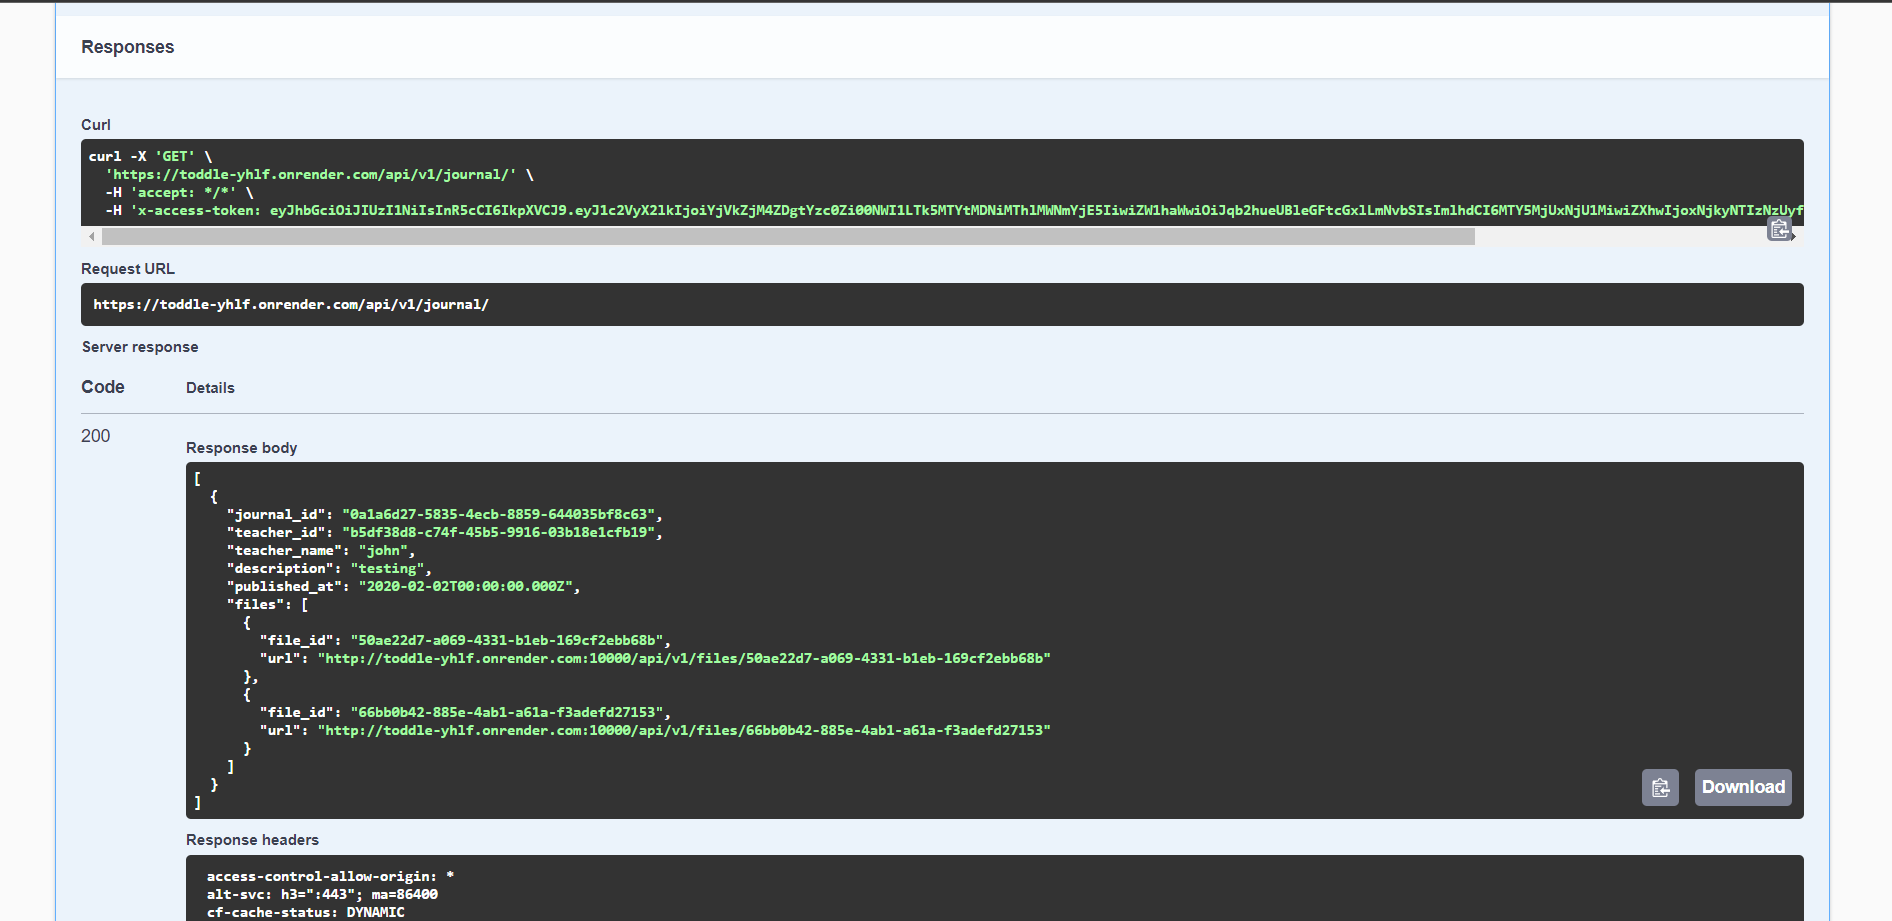 Responses
Curl
curl -X 'GET' \
'https://toddle-yhlf.onrender.com/api/v1/journal/' \
-H 'accept: */*' \
-H 'x-access-token: eyJhbGciOiJIUzI1NiIsInR5cCI6IkpXVCJ9.eyJ1c2VyX2lkIjoiYjVkZjM4ZDgtYzc0Zi00NWI1LTk5MTYtMDNiMThlMWNmYjE5IiwiZW1haWwiOiJqb2hueUBleGFtcGxlLmNvbSIsImlhdCI6MTY5MjUxNjU1MiwiZXhwIjoxNjkyNTIzNzUyf
Request URL
https://toddle-yhlf.onrender.com/api/v1/journal/
Server response
Code Details
200
Response body
[
{
"journal_id": "0a1a6d27-5835-4ecb-8859-644035bf8c63",
"teacher_id": "b5df38d8-c74f-45b5-9916-03b18e1cfb19",
"teacher_name": "john",
"description": "testing",
"published_at": "2020-02-02T00:00:00.000Z",
"files": [
{
"file_id": "50ae22d7-a069-4331-b1eb-169cf2ebb68b",
"url": "http://toddle-yhlf.onrender.com:10000/api/v1/files/50ae22d7-a069-4331-b1eb-169cf2ebb68b"
},
{
"file_id": "66bb0b42-885e-4ab1-a61a-f3adefd27153",
"url": "http://toddle-yhlf.onrender.com:10000/api/v1/files/66bb0b42-885e-4ab1-a61a-f3adefd27153"
}
]
}
]
Download
Response headers
access-control-allow-origin: *
alt-svc: h3=":443"; ma=86400
cf-cache-status: DYNAMIC